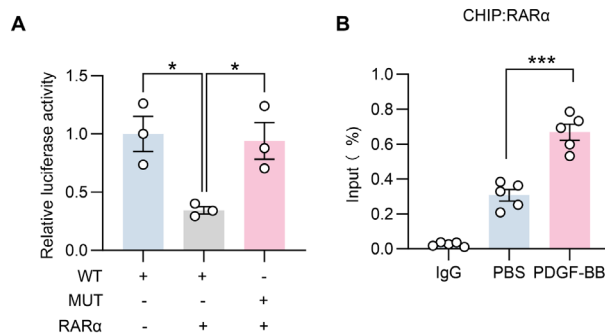 CHIP:RARα
A
B
*
*
***
Relative luciferase activity
1.5
1.0
0.5
0.0
Input ( %)
1.0
0.8
0.6
0.4
0.2
0.0
IgG PBS PDGF-BB
WT + + -
MUT - - +
RARα - + +